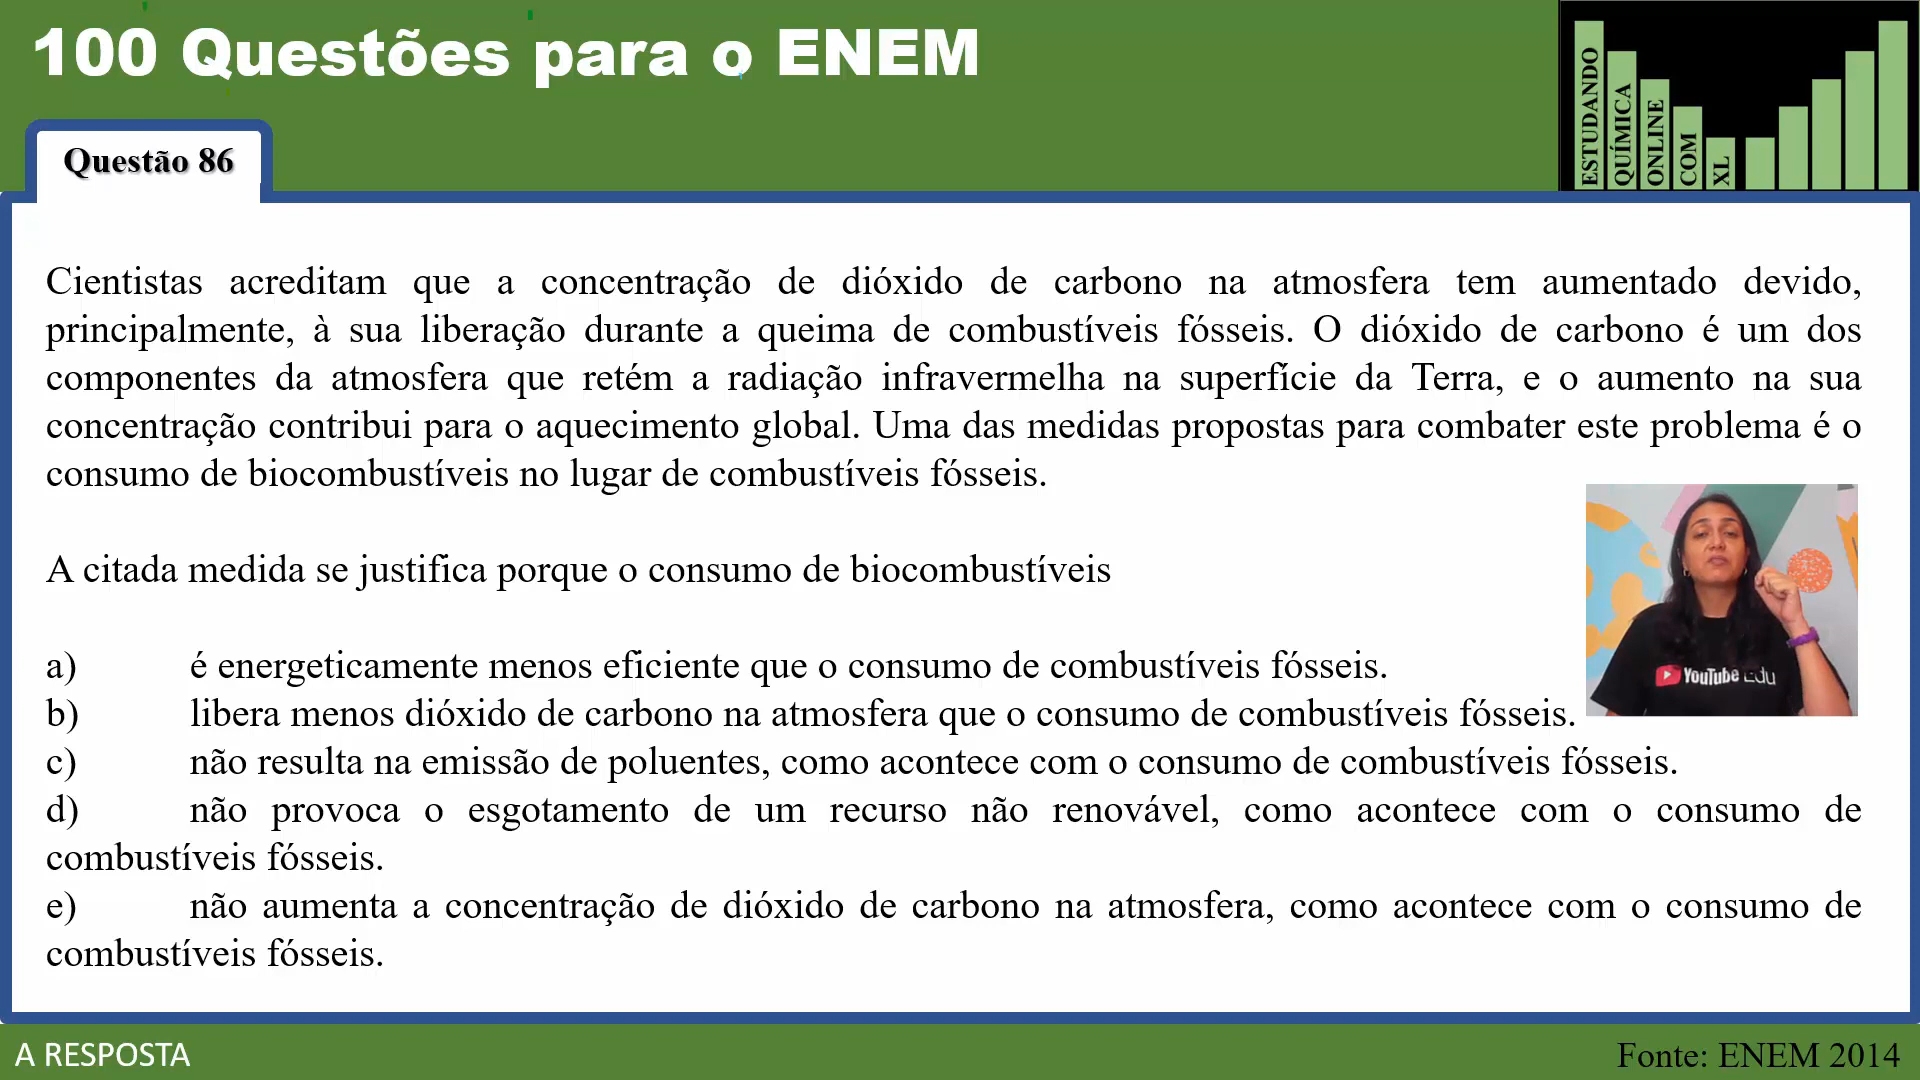 100 Questões para o ENEM
ESTUDANDO
QUÍMICA
ONLINE
COM
XL
Questão 86
Cientistas acreditam que a concentração de dióxido de carbono na atmosfera tem aumentado devido,
principalmente, à sua liberação durante a queima de combustíveis fósseis. O dióxido de carbono é um dos
componentes da atmosfera que retém a radiação infravermelha na superfície da Terra, e o aumento na sua
concentração contribui para o aquecimento global. Uma das medidas propostas para combater este problema é o
consumo de biocombustíveis no lugar de combustíveis fósseis.
A citada medida se justifica porque o consumo de biocombustíveis
a) é energeticamente menos eficiente que o consumo de combustíveis fósseis.
b) libera menos dióxido de carbono na atmosfera que o consumo de combustíveis fósseis.
c) não resulta na emissão de poluentes, como acontece com o consumo de combustíveis fósseis.
d) não provoca o esgotamento de um recurso não renovável, como acontece com o consumo de
combustíveis fósseis.
e) não aumenta a concentração de dióxido de carbono na atmosfera, como acontece com o consumo de
combustíveis fósseis.
YouTube Edu
A RESPOSTA
Fonte: ENEM 2014